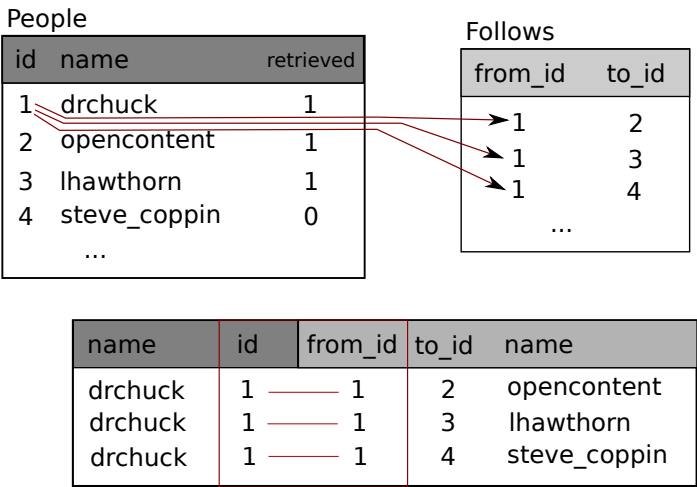 People
id name retrieved
1 drchuck 1
2 opencontent 1
3 lhawthorn 1
4 steve_coppin 0
...
Follows
from_id to_id
1 2
1 3
1 4
...
name id from_id to_id name
drchuck 1 1 2 opencontent
drchuck 1 1 3 lhawthorn
drchuck 1 1 4 steve_coppin